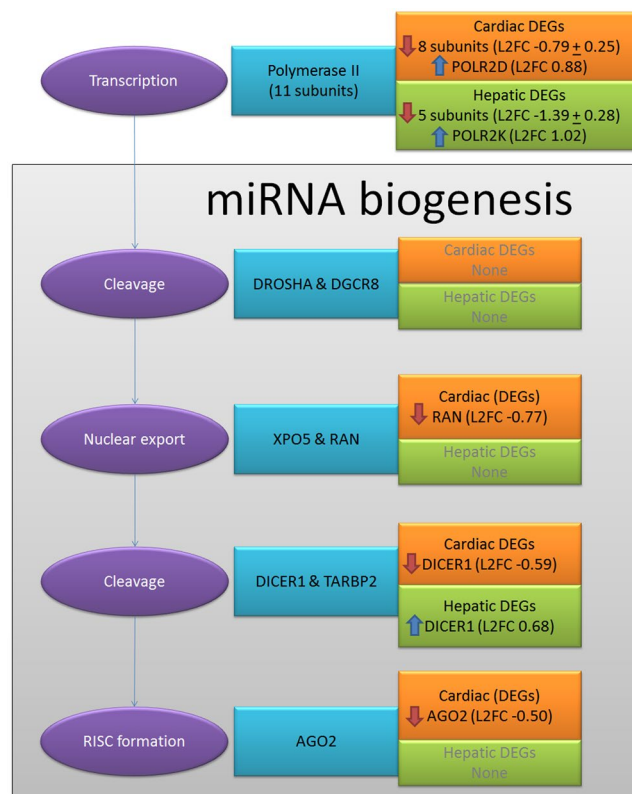 Transcription
Polymerase II
(11 subunits)
Cardiac DEGs
8 subunits (L2FC -0.79 ± 0.25)
POLR2D (L2FC 0.88)
Hepatic DEGs
5 subunits (L2FC -1.39 ± 0.28)
POLR2K (L2FC 1.02)
miRNA biogenesis
Cleavage
DROSHA & DGCR8
Cardiac DEGs
None
Hepatic DEGs
None
Nuclear export
XPO5 & RAN
Cardiac (DEGs)
RAN (L2FC -0.77)
Hepatic DEGs
None
Cleavage
DICER1 & TARBP2
Cardiac DEGs
DICER1 (L2FC -0.59)
Hepatic DEGs
DICER1 (L2FC 0.68)
RISC formation
AGO2
Cardiac (DEGs)
AGO2 (L2FC -0.50)
Hepatic DEGs
None